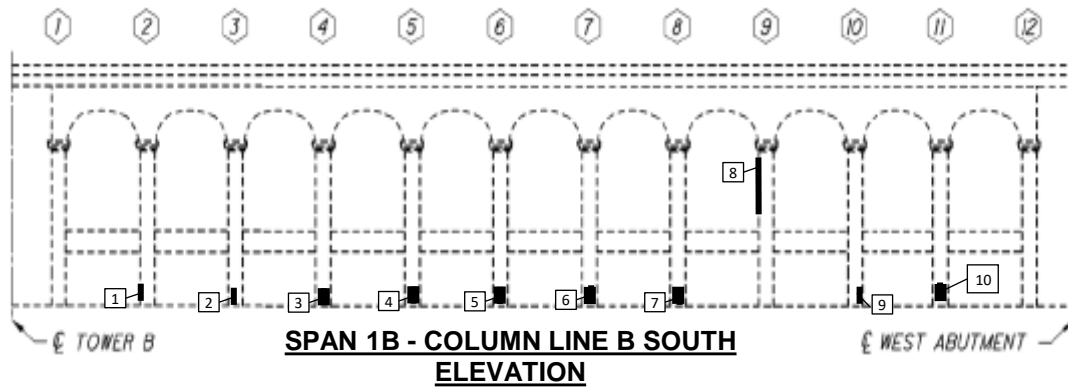 1 2 3 4 5 6 7 8 9 10 11 12
8
1 2 3 4 5 6 7 9 10
℄ TOWER B
SPAN 1B - COLUMN LINE B SOUTH
ELEVATION
℄ WEST ABUTMENT